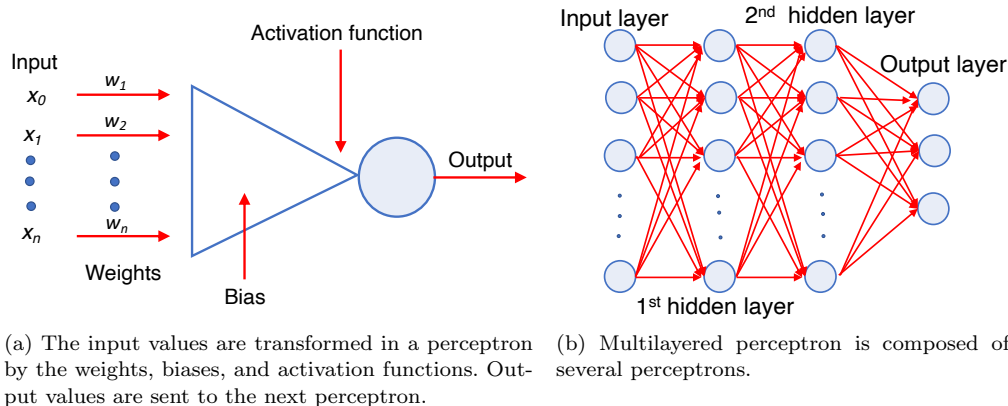 Activation function
Input
x0 w1
x1 w2
Output
xn wn
Weights
Bias
Input layer
2nd hidden layer
Output layer
1st hidden layer
(a) The input values are transformed in a perceptron
by the weights, biases, and activation functions. Out-
put values are sent to the next perceptron.
(b) Multilayered perceptron is composed of
several perceptrons.